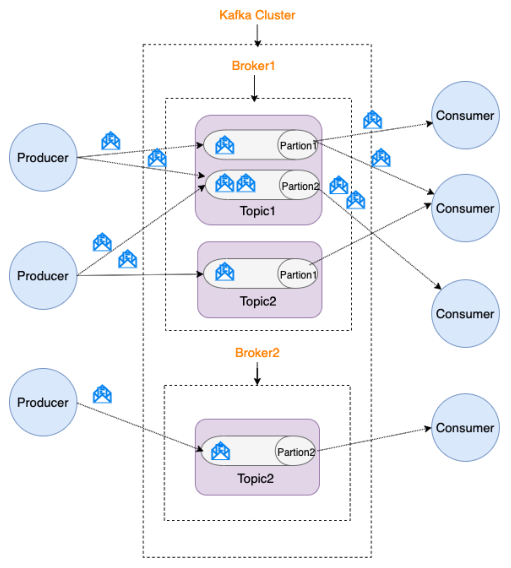 Kafka Cluster
Broker1
Producer
Partion1
Consumer
Partion2
Topic1
Consumer
Producer
Partion1
Topic2
Consumer
Broker2
Producer
Consumer
Partion2
Topic2